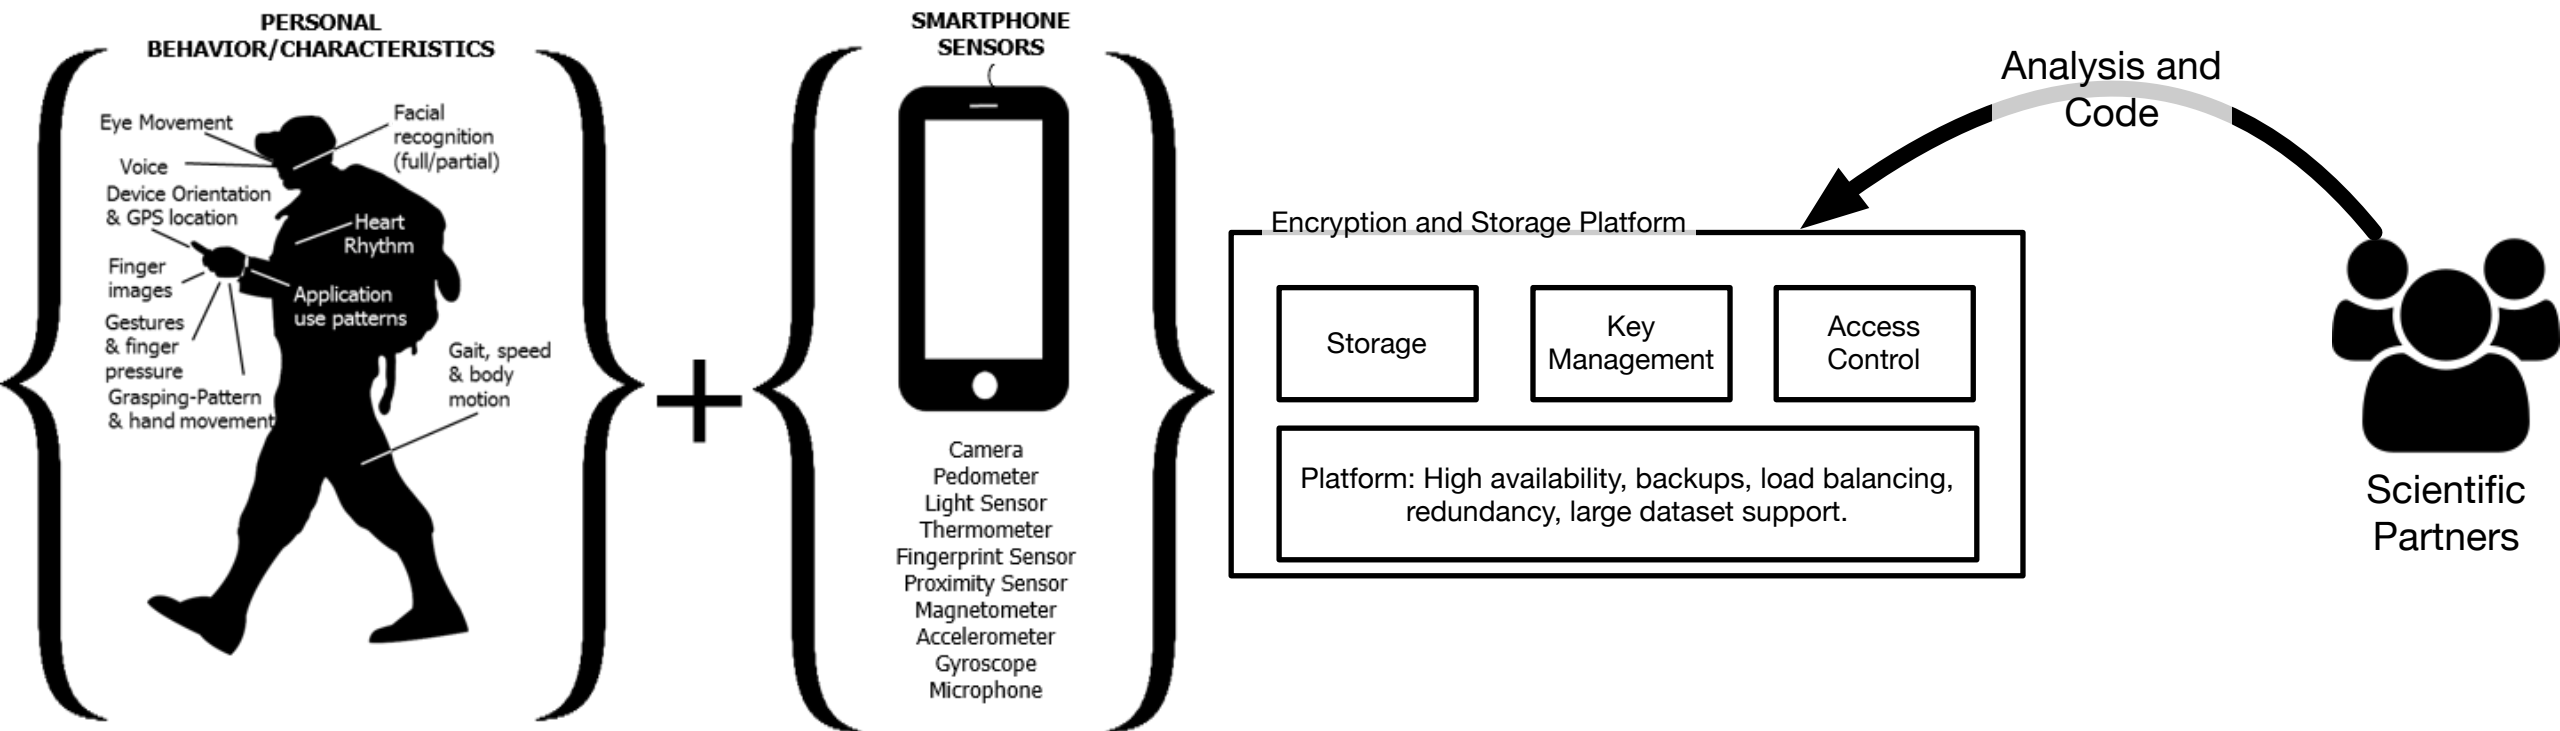 PERSONAL
BEHAVIOR/CHARACTERISTICS
Eye Movement
Facial
recognition
(full/partial)
Voice
Device Orientation
& GPS location
Heart
Rhythm
Finger
images
Application
use patterns
Gestures
& finger
pressure
Gait, speed
& body
motion
Grasping-Pattern
& hand movement
+
SMARTPHONE
SENSORS
Camera
Pedometer
Light Sensor
Thermometer
Fingerprint Sensor
Proximity Sensor
Magnetometer
Accelerometer
Gyroscope
Microphone
Encryption and Storage Platform
Storage
Key
Management
Access
Control
Platform: High availability, backups, load balancing,
redundancy, large dataset support.
Analysis and
Code
Scientific
Partners